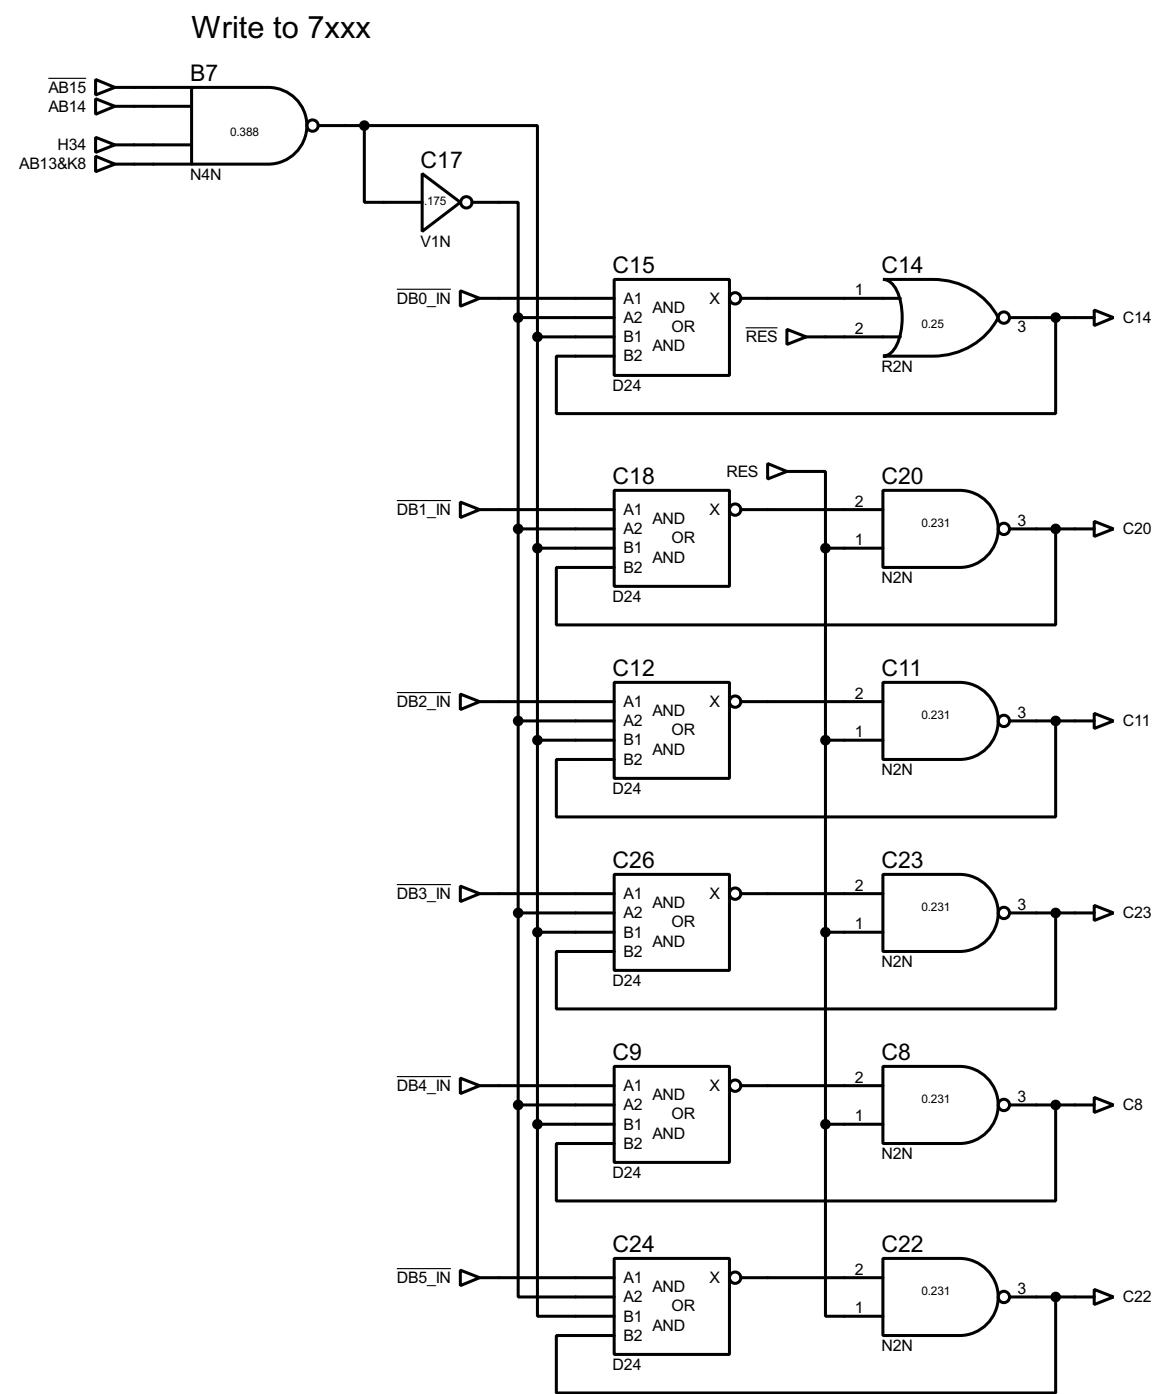 Write to 7xxx
B7
AB15
AB14
0.388
H34
AB13&K8
N4N
C17
.175
V1N
C15
C14
DB0_IN
A1 AND X
A2 OR
B1 AND
B2
D24
1
RES
2
0.25
3
R2N
C14
RES
C18
C20
DB1_IN
A1 AND X
A2 OR
B1 AND
B2
D24
2
1
0.231
3
N2N
C20
C12
C11
DB2_IN
A1 AND X
A2 OR
B1 AND
B2
D24
2
1
0.231
3
N2N
C11
C26
C23
DB3_IN
A1 AND X
A2 OR
B1 AND
B2
D24
2
1
0.231
3
N2N
C23
C9
C8
DB4_IN
A1 AND X
A2 OR
B1 AND
B2
D24
2
1
0.231
3
N2N
C8
C24
C22
DB5_IN
A1 AND X
A2 OR
B1 AND
B2
D24
2
1
0.231
3
N2N
C22